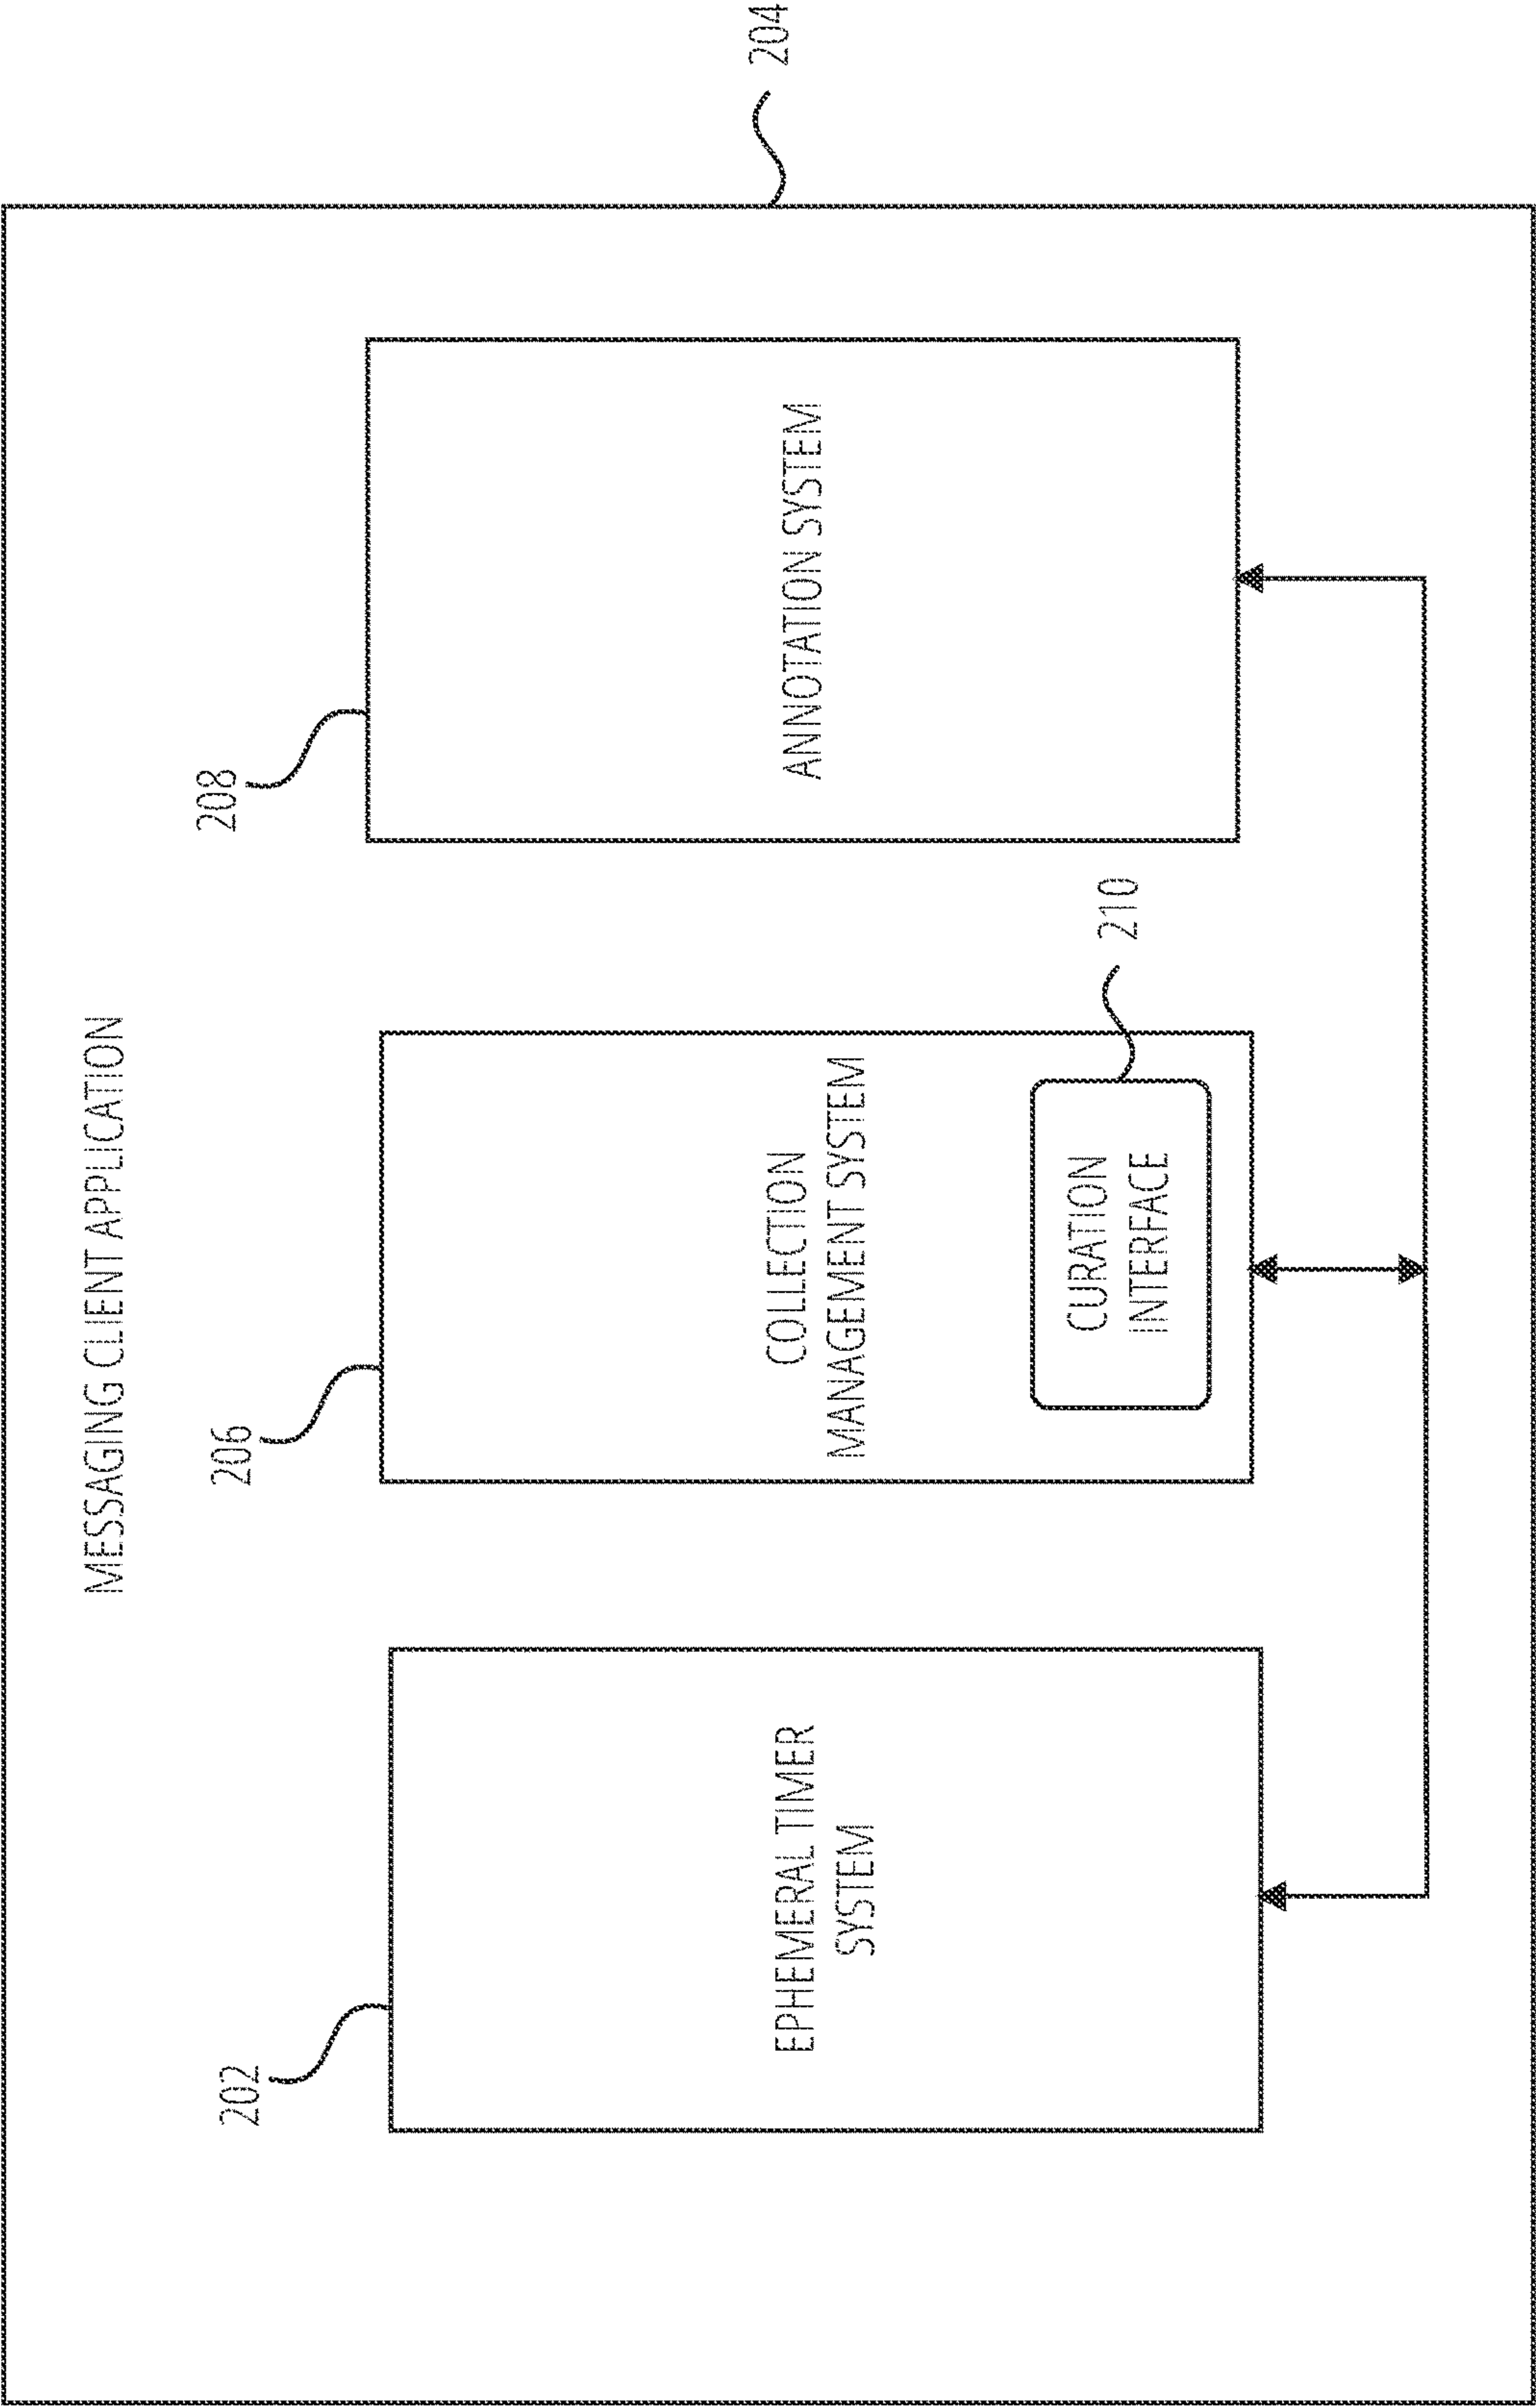 MESSAGING CLIENT APPLICATION
202
206
208
EPHEMERAL TIMER
SYSTEM
COLLECTION
MANAGEMENT SYSTEM
ANNOTATION SYSTEM
204
CURATION
INTERFACE
210